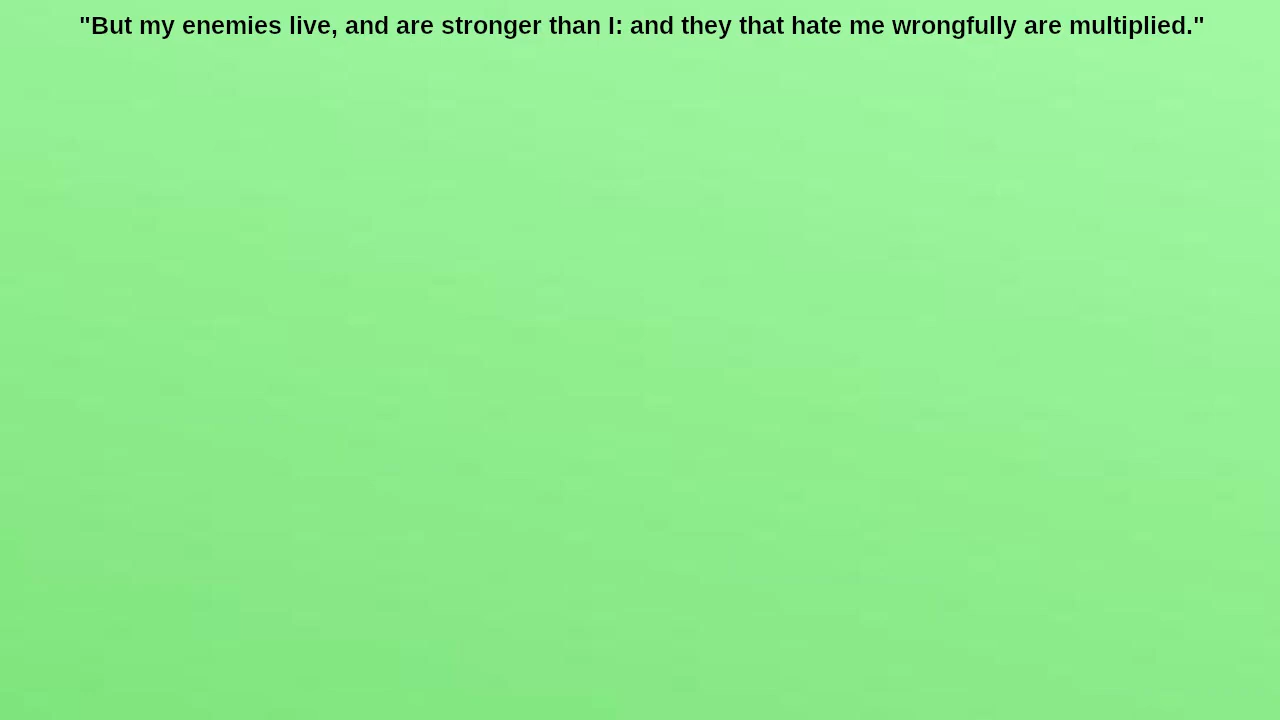 "But my enemies live, and are stronger than I: and they that hate me wrongfully are multiplied."